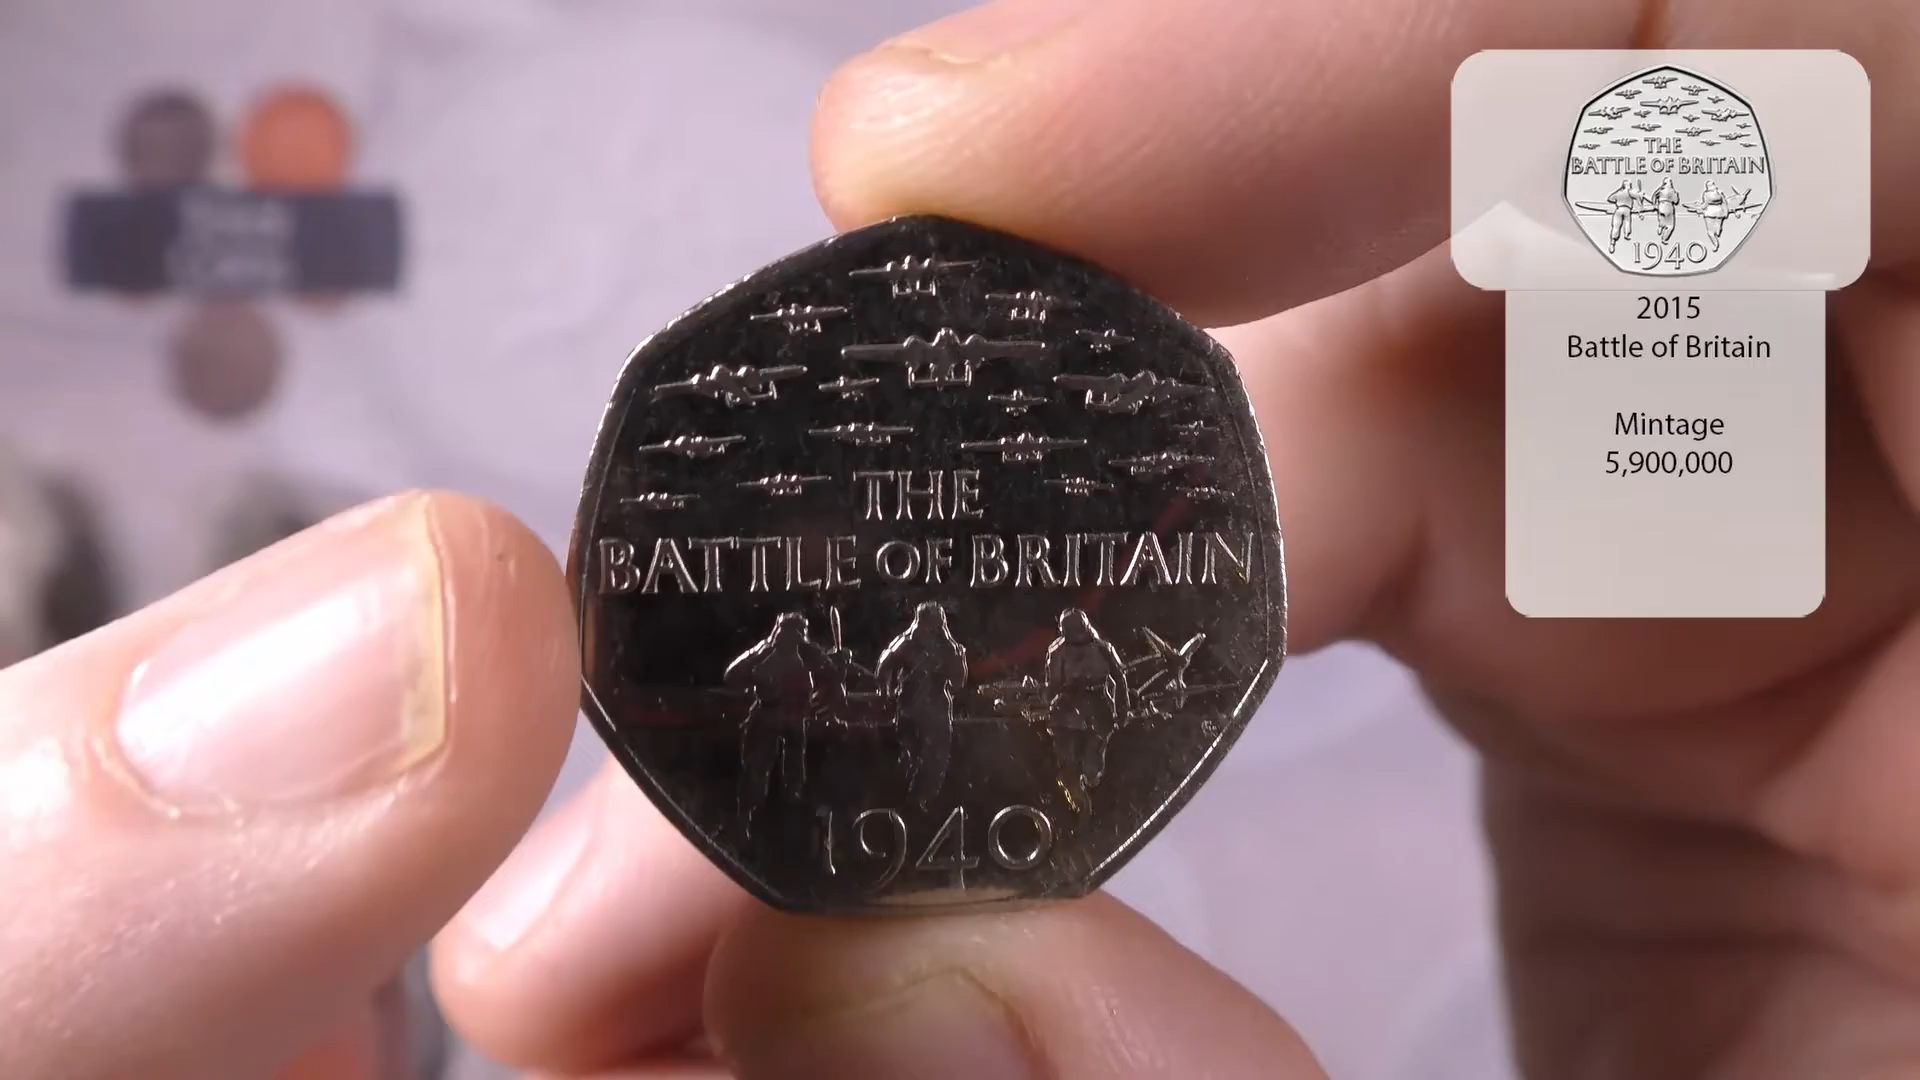 THE
BATTLE OF BRITAIN
1940
THE
BATTLE OF BRITAIN
1940
2015
Battle of Britain
Mintage
5,900,000